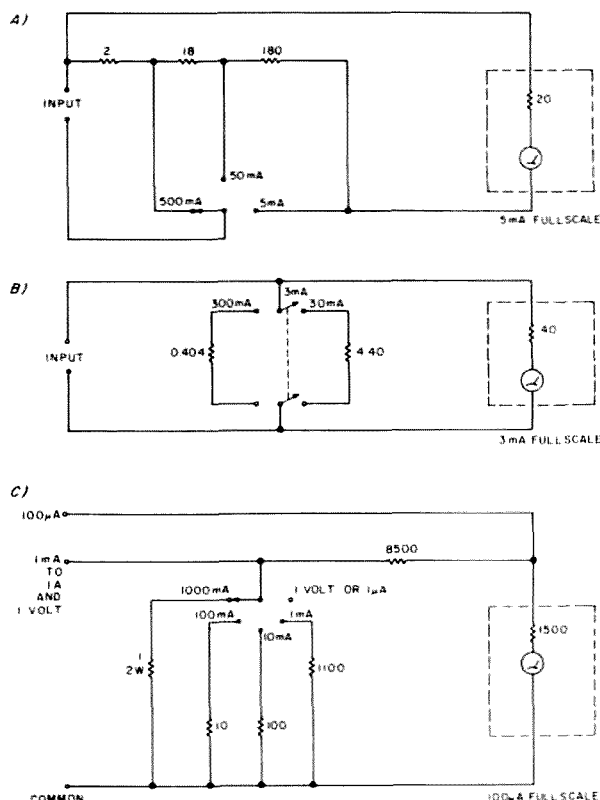 A)
2
18
180
INPUT
20
50mA
500mA
5mA
5mA FULLSCALE
B)
3mA
300mA
30mA
INPUT
0.404
4.40
40
3mA FULLSCALE
C)
100μA
8500
1mA
TO
1A
AND
1 VOLT
1000mA
1 VOLT OR 1μA
100mA
1mA
10mA
1500
1
2W
1100
10
100
COMMON
100μA FULLSCALE